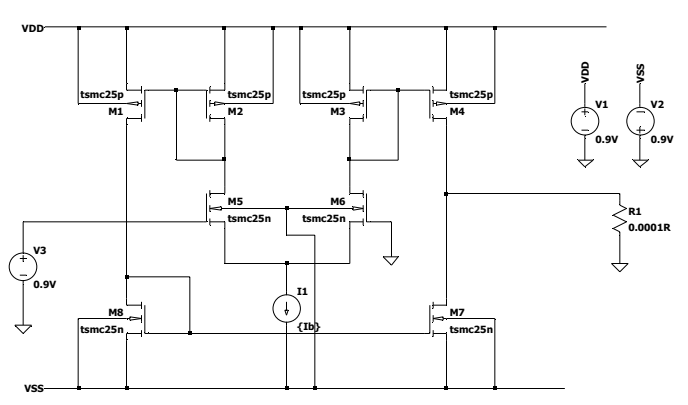 VDD
tsmc25p
M1
tsmc25p
M2
tsmc25p
M3
tsmc25p
M4
VDD
V1
0.9V
VSS
V2
0.9V
M5
tsmc25n
M6
tsmc25n
R1
0.0001R
V3
0.9V
I1
{Ib}
M8
tsmc25n
M7
tsmc25n
VSS